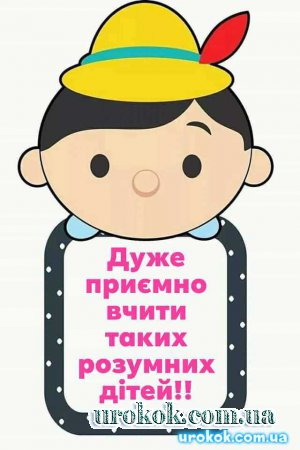 Дуже
приємно
вчити
таких
розумних
дітей!!
urokok.com.ua
urokok.com.ua